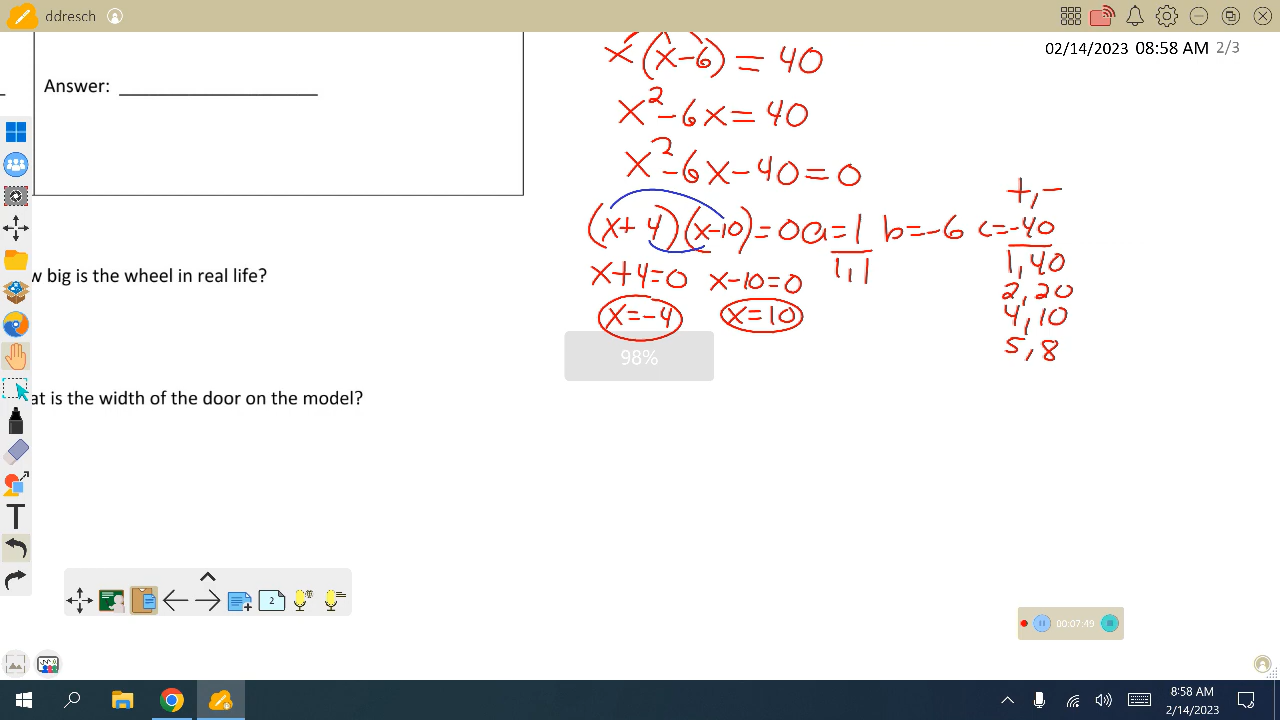 ddresch
02/14/2023 08:58 AM 2/3
Answer: ____________________
x(x-6) = 40
x²-6x=40
x²-6x-40=0
+,-
(x+4)(x-10)=0 a=1 b=-6 c=-40
x+4=0 x-10=0
1,1
1,40
2,20
4,10
5,8
x=-4 x=10
98%
w big is the wheel in real life?
at is the width of the door on the model?
T
2
00:07:49
8:58 AM
2/14/2023